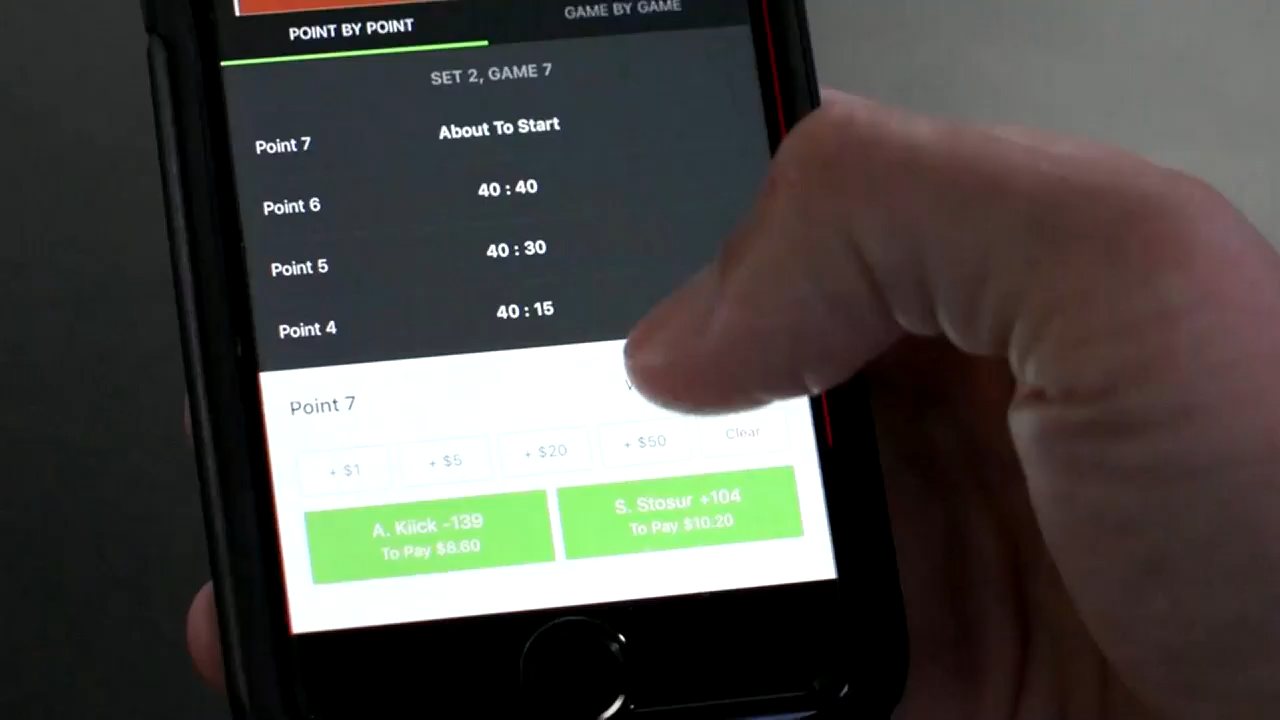 POINT BY POINT
GAME BY GAME
SET 2, GAME 7
Point 7
About To Start
Point 6
40 : 40
Point 5
40 : 30
Point 4
40 : 15
Point 7
+ $1
+ $5
+ $20
+ $50
Clear
A. Kiick -139
To Pay $8.60
S. Stosur +104
To Pay $10.20